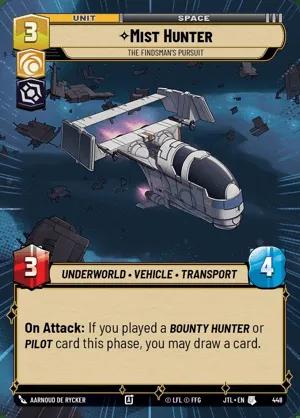 3
UNIT
SPACE
✧MIST HUNTER
THE FINDSMAN'S PURSUIT
3
4
UNDERWORLD • VEHICLE • TRANSPORT
On Attack: If you played a BOUNTY HUNTER or
PILOT card this phase, you may draw a card.
AARNOUD DE RYCKER
Ⓟ LFL © FFG
JTL • EN
448